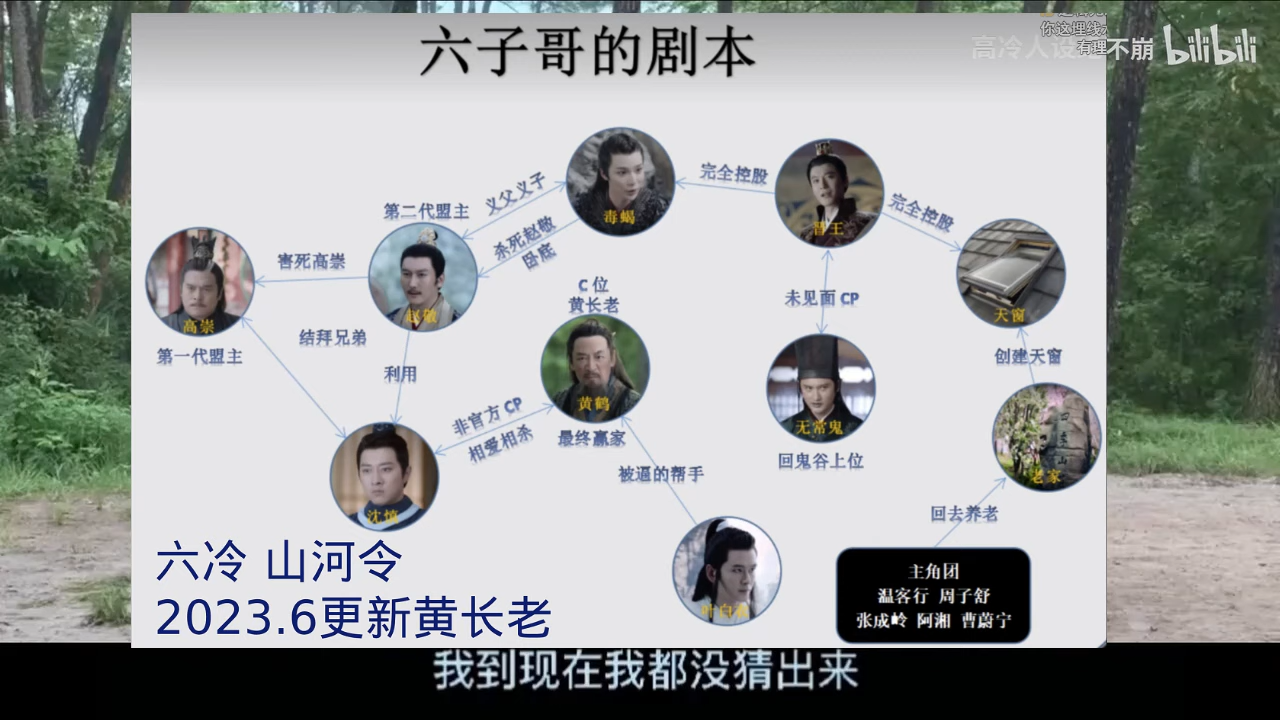 六子哥的剧本
你这埋线
有理
高冷人设绝不崩 bilibili
毒蝎
完全控股
晋王
完全控股
义父义子
杀死赵敬
卧底
第二代盟主
害死高崇
赵敬
高崇
第一代盟主
结拜兄弟
利用
C 位
黄长老
黄鹤
最终赢家
未见面 CP
天窗
创建天窗
无常鬼
回鬼谷上位
老家
非官方 CP
相爱相杀
被逼的帮手
沈慎
叶白衣
回去养老
主角团
温客行 周子舒
张成岭 阿湘 曹蔚宁
六冷 山河令
2023.6更新黄长老
我到现在我都没猜出来